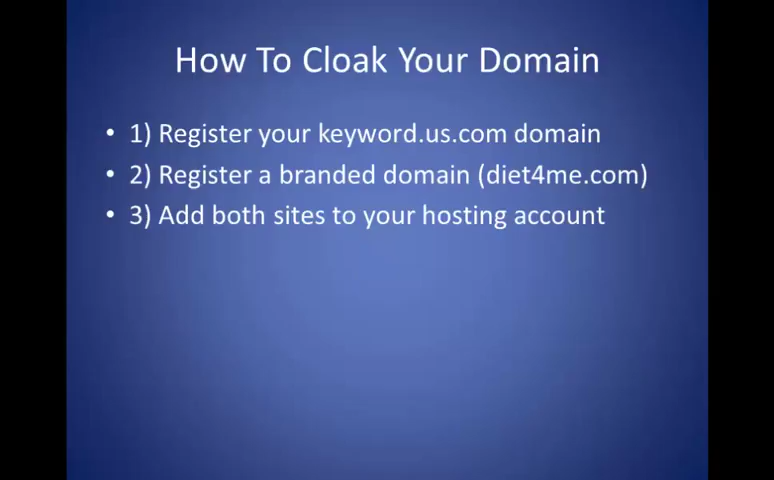 How To Cloak Your Domain
• 1) Register your keyword.us.com domain
• 2) Register a branded domain (diet4me.com)
• 3) Add both sites to your hosting account